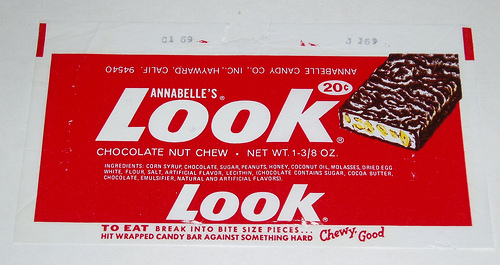 CI 69 J 269
ANNABELLE CANDY CO., INC., HAYWARD, CALIF. 94540
ANNABELLE'S®
20¢
Look®
CHOCOLATE NUT CHEW • NET WT. 1-3/8 OZ.
INGREDIENTS: CORN SYRUP, CHOCOLATE, SUGAR, PEANUTS, HONEY, COCONUT OIL, MOLASSES, DRIED EGG
WHITE, FLOUR, SALT, ARTIFICIAL FLAVOR, LECITHIN, (CHOCOLATE CONTAINS SUGAR, COCOA BUTTER,
CHOCOLATE, EMULSIFIER, NATURAL AND ARTIFICIAL FLAVORS).
Look®
TO EAT BREAK INTO BITE SIZE PIECES...
HIT WRAPPED CANDY BAR AGAINST SOMETHING HARD
Chewy-Good